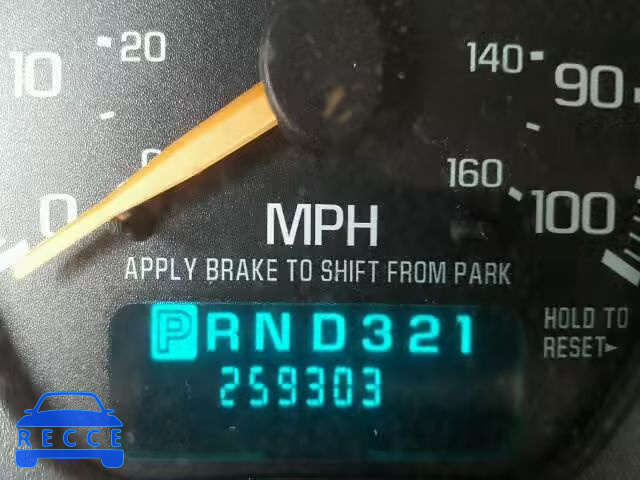 20
10
140
90
0
0
160
100
MPH
APPLY BRAKE TO SHIFT FROM PARK
PRND321
HOLD TO
RESET
259303
RECCE